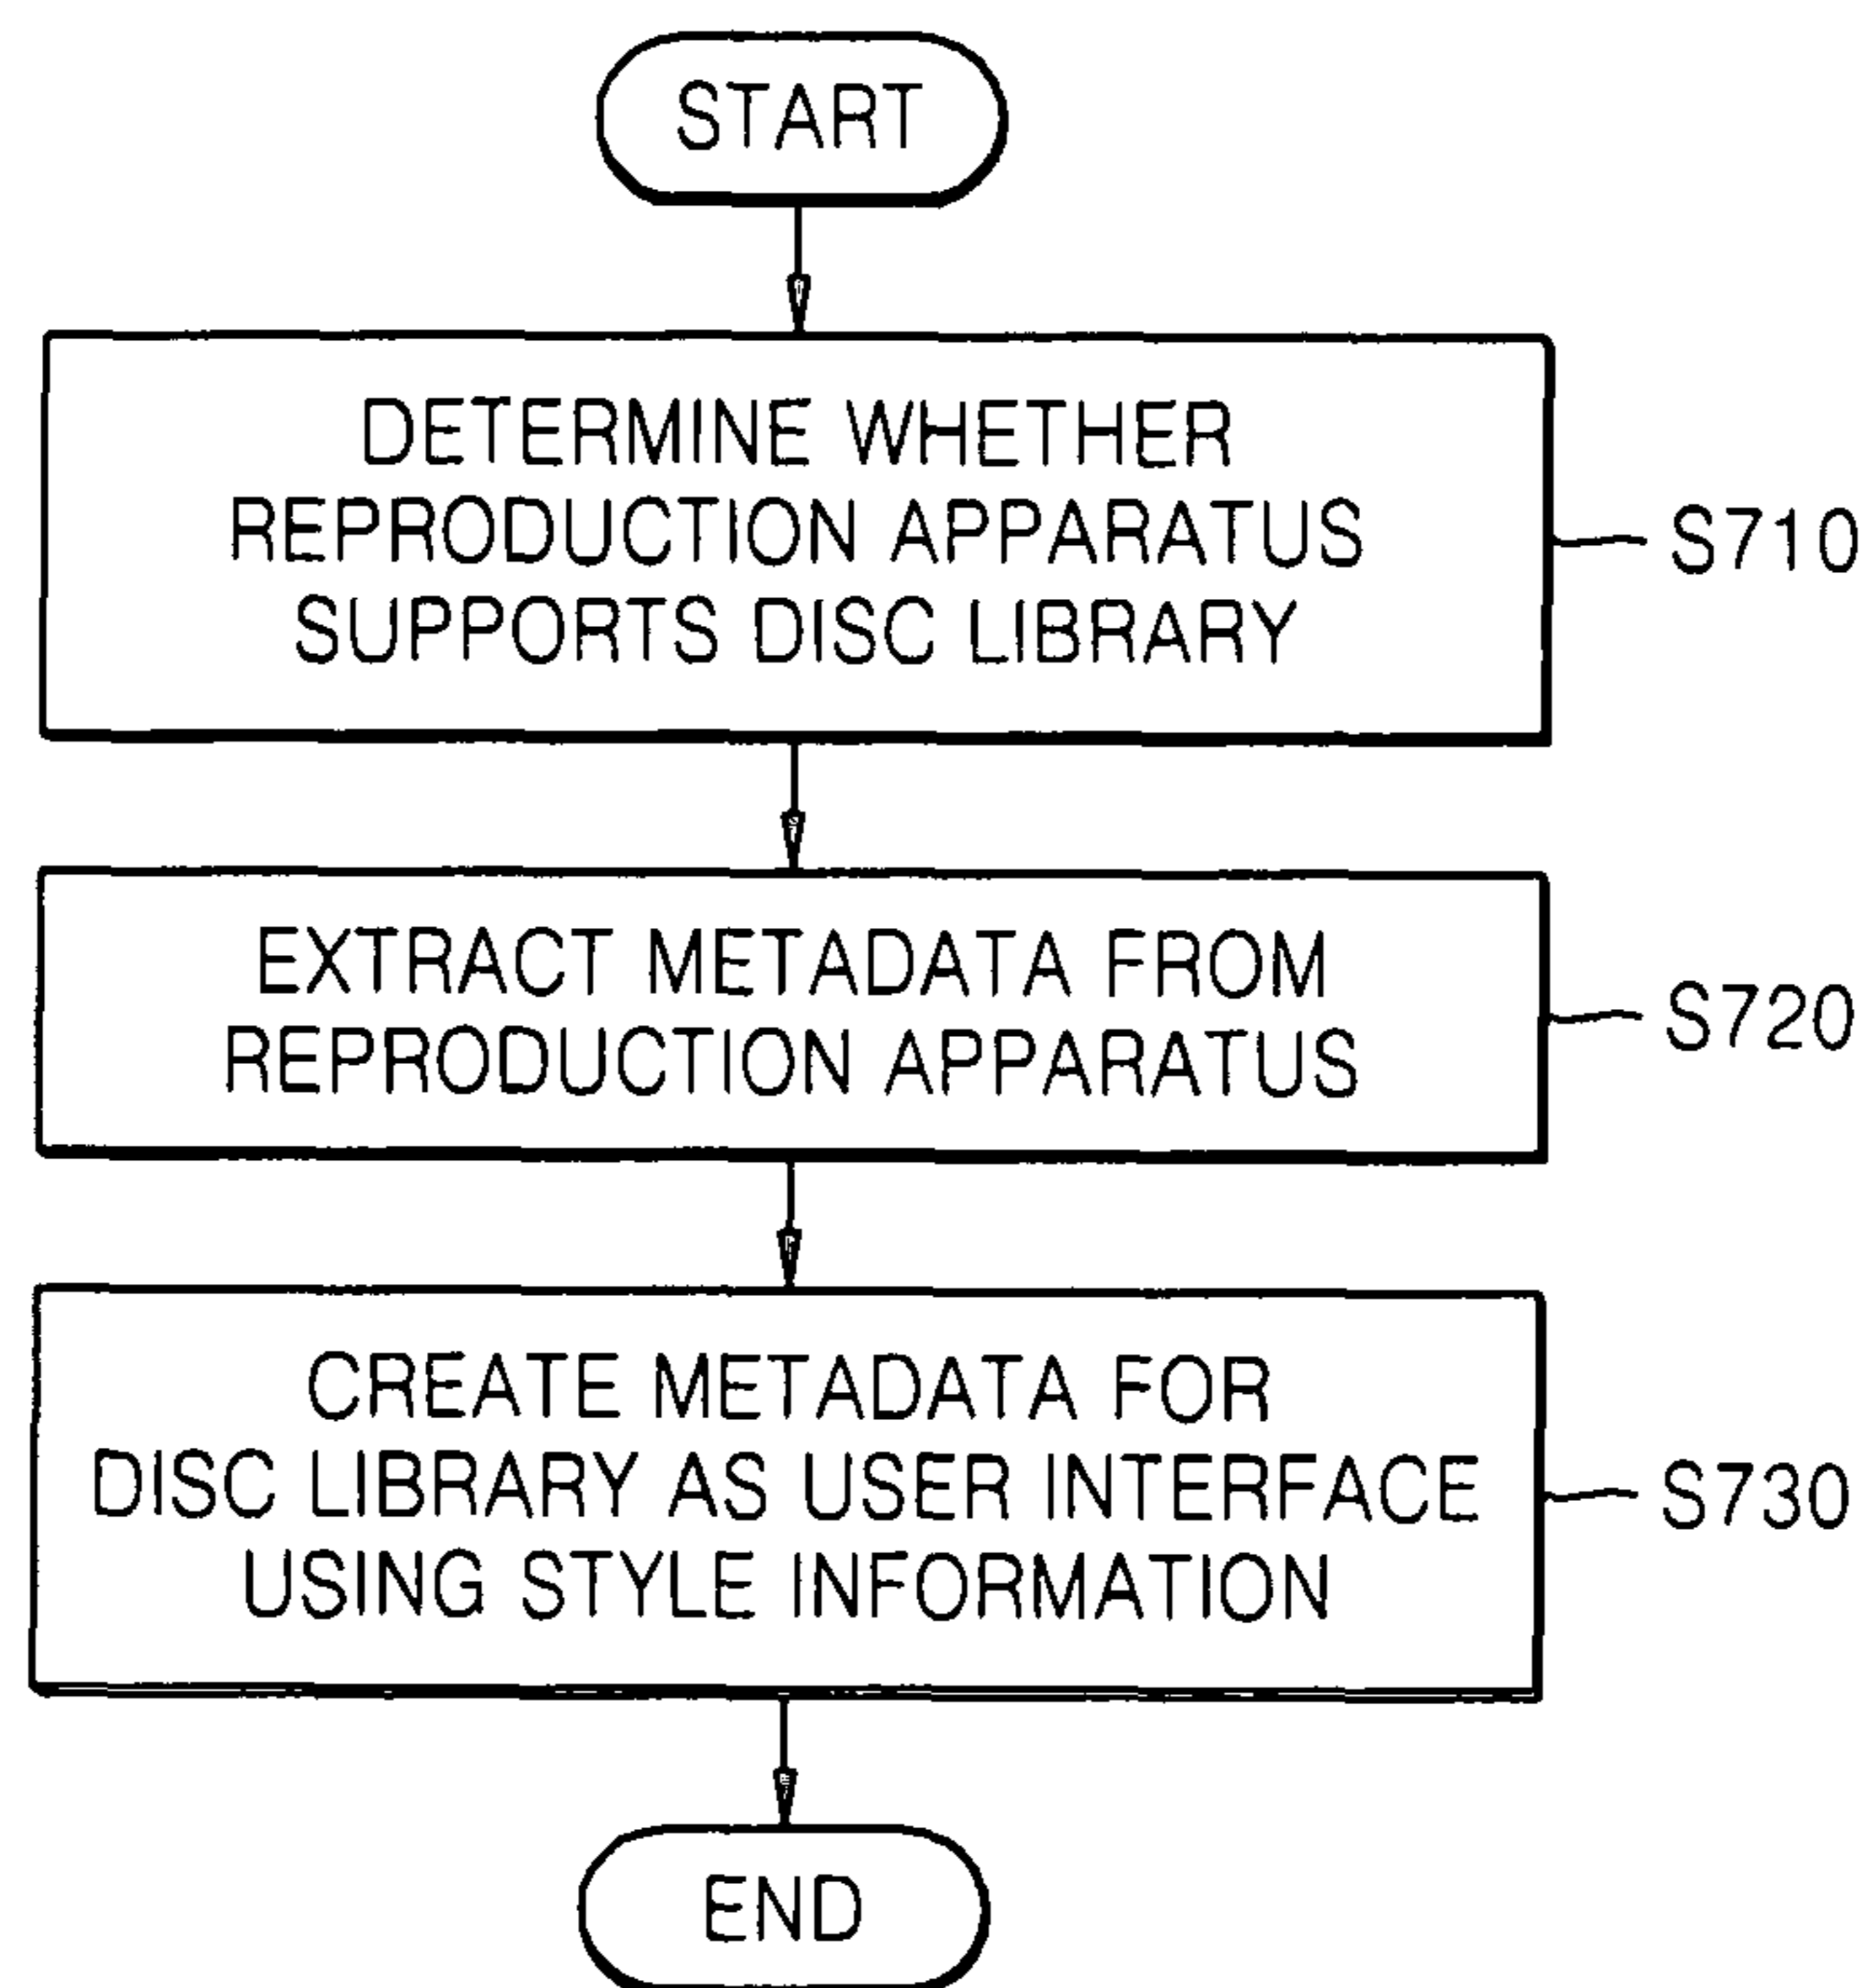 START
DETERMINE WHETHER
REPRODUCTION APPARATUS
SUPPORTS DISC LIBRARY
S710
EXTRACT METADATA FROM
REPRODUCTION APPARATUS
S720
CREATE METADATA FOR
DISC LIBRARY AS USER INTERFACE
USING STYLE INFORMATION
S730
END